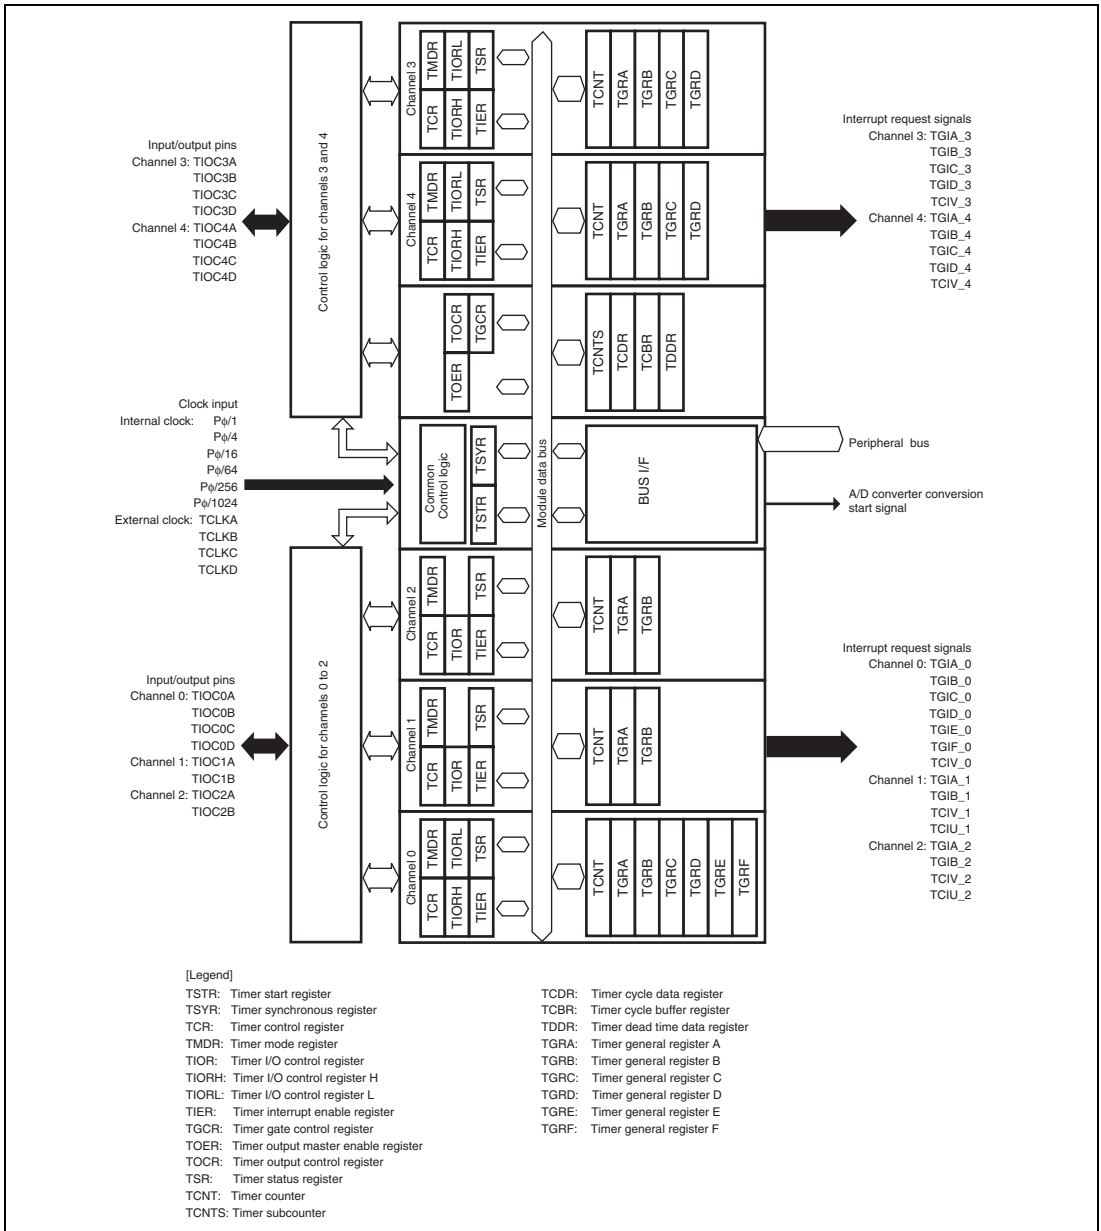 Input/output pins
Channel 3: TIOC3A
TIOC3B
TIOC3C
TIOC3D
Channel 4: TIOC4A
TIOC4B
TIOC4C
TIOC4D
Clock input
Internal clock: Pφ/1
Pφ/4
Pφ/16
Pφ/64
Pφ/256
Pφ/1024
External clock: TCLKA
TCLKB
TCLKC
TCLKD
Input/output pins
Channel 0: TIOC0A
TIOC0B
TIOC0C
TIOC0D
Channel 1: TIOC1A
TIOC1B
Channel 2: TIOC2A
TIOC2B
Control logic for channels 3 and 4
Control logic for channels 0 to 2
Channel 3
TMDR
TIORL
TSR
TCR
TIORH
TIER
TCNT
TGRA
TGRB
TGRC
TGRD
Channel 4
TMDR
TIORL
TSR
TCR
TIORH
TIER
TCNT
TGRA
TGRB
TGRC
TGRD
TOCR
TGCR
TOER
TCNTS
TCDR
TCBR
TDDR
Common
Control logic
TSYR
TSTR
Module data bus
BUS I/F
Channel 2
TMDR
TSR
TCR
TIOR
TIER
TCNT
TGRA
TGRB
Channel 1
TMDR
TSR
TCR
TIOR
TIER
TCNT
TGRA
TGRB
Channel 0
TMDR
TIORL
TSR
TCR
TIORH
TIER
TCNT
TGRA
TGRB
TGRC
TGRD
TGRE
TGRF
Interrupt request signals
Channel 3: TGIA_3
TGIB_3
TGIC_3
TGID_3
TCIV_3
Channel 4: TGIA_4
TGIB_4
TGIC_4
TGID_4
TCIV_4
Peripheral bus
A/D converter conversion
start signal
Interrupt request signals
Channel 0: TGIA_0
TGIB_0
TGIC_0
TGID_0
TGIE_0
TGIF_0
TCIV_0
Channel 1: TGIA_1
TGIB_1
TCIV_1
TCIU_1
Channel 2: TGIA_2
TGIB_2
TCIV_2
TCIU_2
[Legend]
TSTR: Timer start register
TSYR: Timer synchronous register
TCR: Timer control register
TMDR: Timer mode register
TIOR: Timer I/O control register
TIORH: Timer I/O control register H
TIORL: Timer I/O control register L
TIER: Timer interrupt enable register
TGCR: Timer gate control register
TOER: Timer output master enable register
TOCR: Timer output control register
TSR: Timer status register
TCNT: Timer counter
TCNTS: Timer subcounter
TCDR: Timer cycle data register
TCBR: Timer cycle buffer register
TDDR: Timer dead time data register
TGRA: Timer general register A
TGRB: Timer general register B
TGRC: Timer general register C
TGRD: Timer general register D
TGRE: Timer general register E
TGRF: Timer general register F